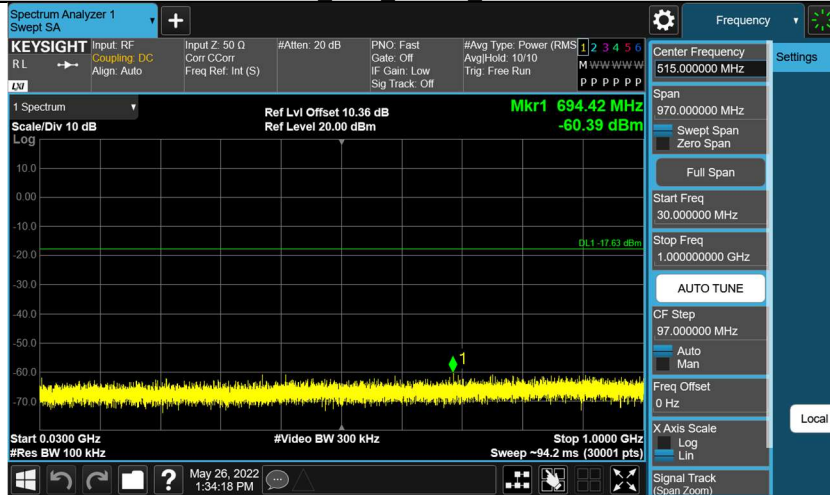 Spectrum Analyzer 1
Swept SA
Frequency
KEYSIGHT
RL
LXI
Input: RF
Coupling: DC
Align: Auto
Input Z: 50 Ω
Corr CCorr
Freq Ref: Int (S)
#Atten: 20 dB
PNO: Fast
Gate: Off
IF Gain: Low
Sig Track: Off
#Avg Type: Power (RMS
Avg|Hold: 10/10
Trig: Free Run
1 2 3 4 5 6
M W W W W W
P P P P P P
1 Spectrum
Scale/Div 10 dB
Log
Ref Lvl Offset 10.36 dB
Ref Level 20.00 dBm
Mkr1 694.42 MHz
-60.39 dBm
10.0
0.00
-10.0
DL1 -17.63 dBm
-20.0
-30.0
-40.0
-50.0
1
-60.0
-70.0
Start 0.0300 GHz
#Res BW 100 kHz
#Video BW 300 kHz
Stop 1.0000 GHz
Sweep ~94.2 ms (30001 pts)
?
May 26, 2022
1:34:18 PM
Center Frequency
515.000000 MHz
Span
970.000000 MHz
Swept Span
Zero Span
Full Span
Start Freq
30.000000 MHz
Stop Freq
1.000000000 GHz
AUTO TUNE
CF Step
97.000000 MHz
Auto
Man
Freq Offset
0 Hz
X Axis Scale
Log
Lin
Signal Track
(Span Zoom)
Settings
Local